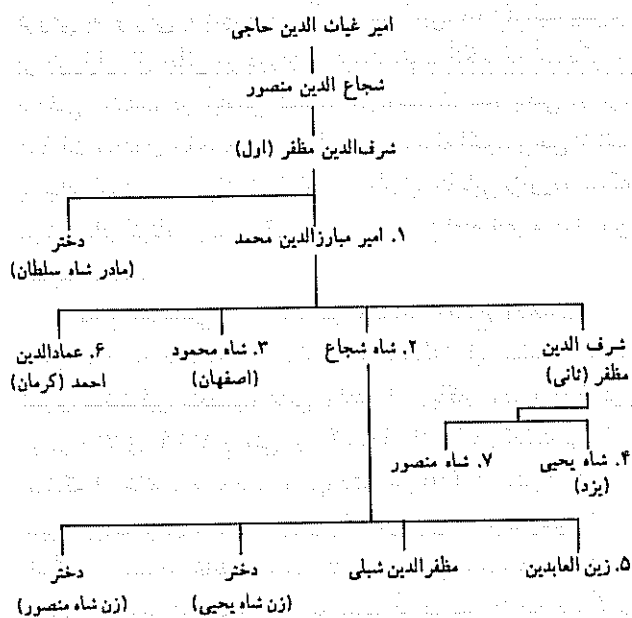 امیر غیاث الدین حاجی
شجاع الدین منصور
شرف‌الدین مظفر (اول)
۱. امیر مبارزالدین محمد
دختر
(مادر شاه سلطان)
شرف الدین
مظفر (ثانی)
۲. شاه شجاع
۳. شاه محمود
(اصفهان)
۶. عمادالدین
احمد (کرمان)
۴. شاه یحیی
(یزد)
۷. شاه منصور
۵. زین العابدین
مظفرالدین شبلی
دختر
(زن شاه یحیی)
دختر
(زن شاه منصور)